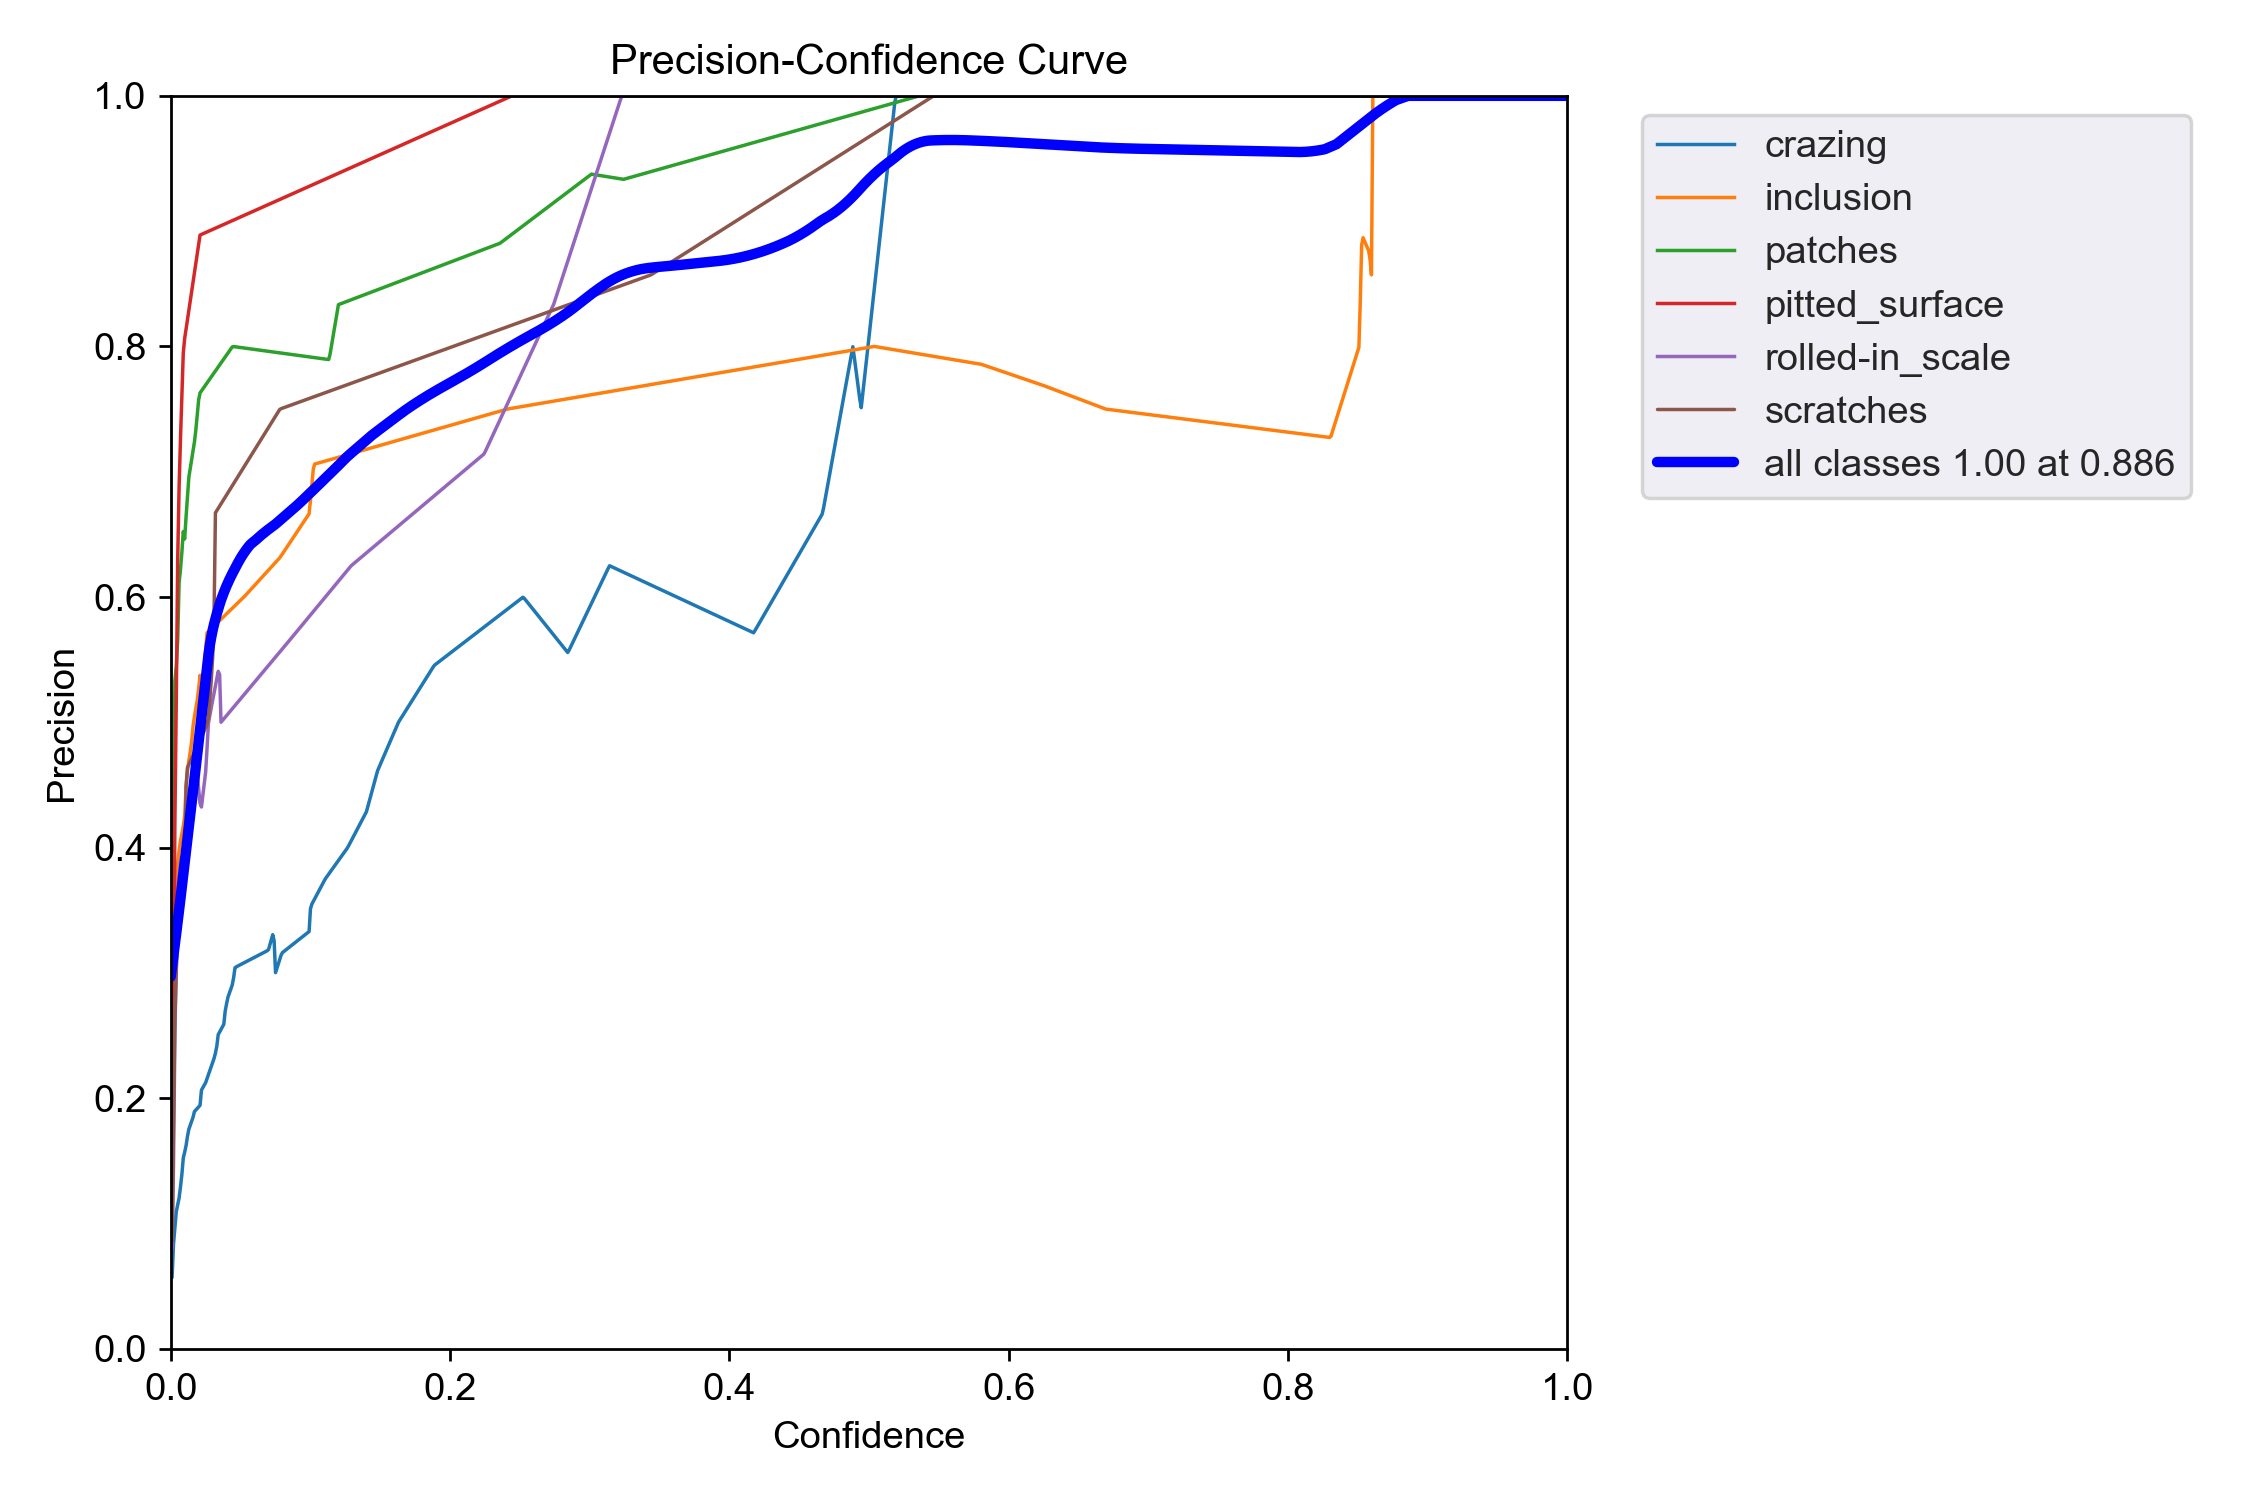 Precision-Confidence Curve
1.0
0.8
0.6
0.4
0.2
0.0
Precision
0.0 0.2 0.4 0.6 0.8 1.0
Confidence
crazing
inclusion
patches
pitted_surface
rolled-in_scale
scratches
all classes 1.00 at 0.886